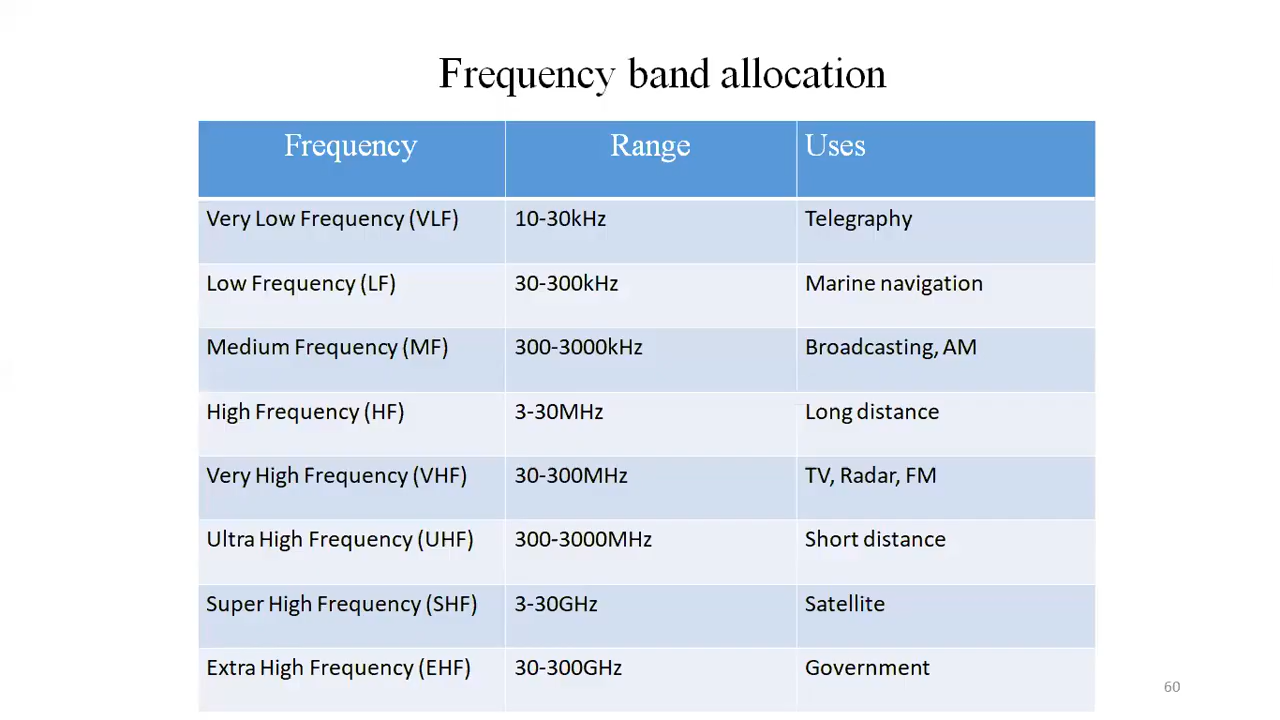 Frequency band allocation
Frequency Range Uses
Very Low Frequency (VLF) 10-30kHz Telegraphy
Low Frequency (LF) 30-300kHz Marine navigation
Medium Frequency (MF) 300-3000kHz Broadcasting, AM
High Frequency (HF) 3-30MHz Long distance
Very High Frequency (VHF) 30-300MHz TV, Radar, FM
Ultra High Frequency (UHF) 300-3000MHz Short distance
Super High Frequency (SHF) 3-30GHz Satellite
Extra High Frequency (EHF) 30-300GHz Government
60